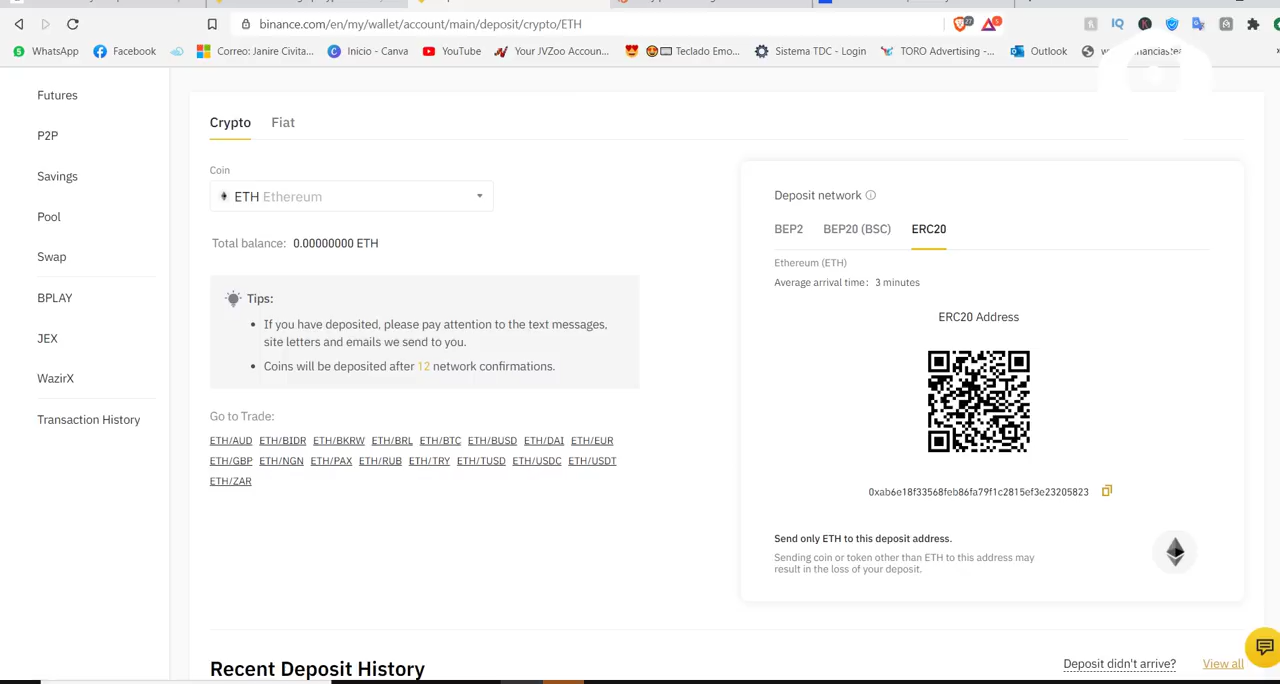 binance.com/en/my/wallet/account/main/deposit/crypto/ETH
27
5
WhatsApp
Facebook
Correo: Janire Civita...
Inicio - Canva
YouTube
Your JVZoo Accoun...
Teclado Emo...
Sistema TDC - Login
TORO Advertising -...
Outlook
Futures
P2P
Savings
Pool
Swap
BPLAY
JEX
WazirX
Transaction History
Crypto Fiat
Coin
ETH Ethereum
Total balance: 0.00000000 ETH
Tips:
• If you have deposited, please pay attention to the text messages,
site letters and emails we send to you.
• Coins will be deposited after 12 network confirmations.
Go to Trade:
ETH/AUD ETH/BIDR ETH/BKRW ETH/BRL ETH/BTC ETH/BUSD ETH/DAI ETH/EUR
ETH/GBP ETH/NGN ETH/PAX ETH/RUB ETH/TRY ETH/TUSD ETH/USDC ETH/USDT
ETH/ZAR
Deposit network
BEP2 BEP20 (BSC) ERC20
Ethereum (ETH)
Average arrival time: 3 minutes
ERC20 Address
0xab6e18f33568feb86fa79f1c2815ef3e23205823
Send only ETH to this deposit address.
Sending coin or token other than ETH to this address may
result in the loss of your deposit.
Recent Deposit History
Deposit didn't arrive? View all